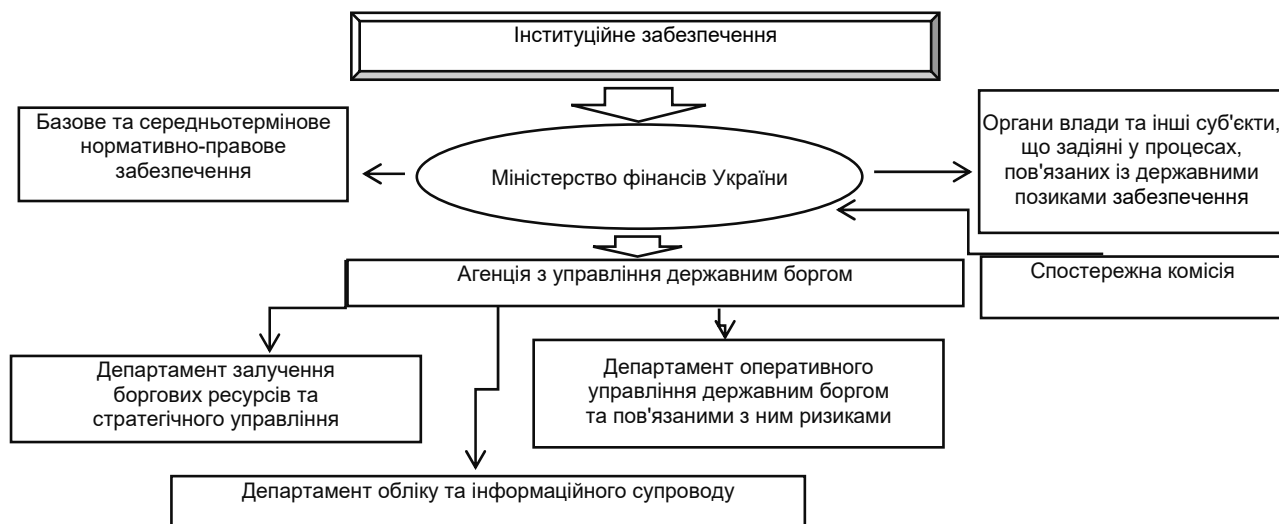 Інституційне забезпечення
Базове та середньотермінове
нормативно-правове
забезпечення
Міністерство фінансів України
Органи влади та інші суб'єкти,
що задіяні у процесах,
пов'язаних із державними
позиками забезпечення
Агенція з управління державним боргом
Спостережна комісія
Департамент залучення
боргових ресурсів та
стратегічного управління
Департамент оперативного
управління державним боргом
та пов'язаними з ним ризиками
Департамент обліку та інформаційного супроводу